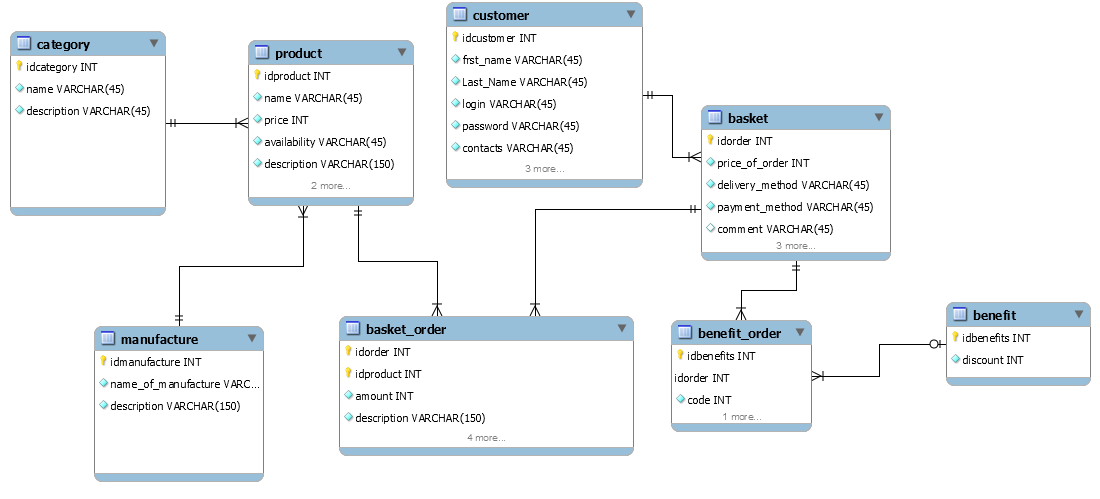 category
idcategory INT
name VARCHAR(45)
description VARCHAR(45)
product
idproduct INT
name VARCHAR(45)
price INT
availability VARCHAR(45)
description VARCHAR(150)
2 more...
customer
idcustomer INT
frst_name VARCHAR(45)
Last_Name VARCHAR(45)
login VARCHAR(45)
password VARCHAR(45)
contacts VARCHAR(45)
3 more...
basket
idorder INT
price_of_order INT
delivery_method VARCHAR(45)
payment_method VARCHAR(45)
comment VARCHAR(45)
3 more...
manufacture
idmanufacture INT
name_of_manufacture VARC...
description VARCHAR(150)
basket_order
idorder INT
idproduct INT
amount INT
description VARCHAR(150)
4 more...
benefit_order
idbenefits INT
idorder INT
code INT
1 more...
benefit
idbenefits INT
discount INT